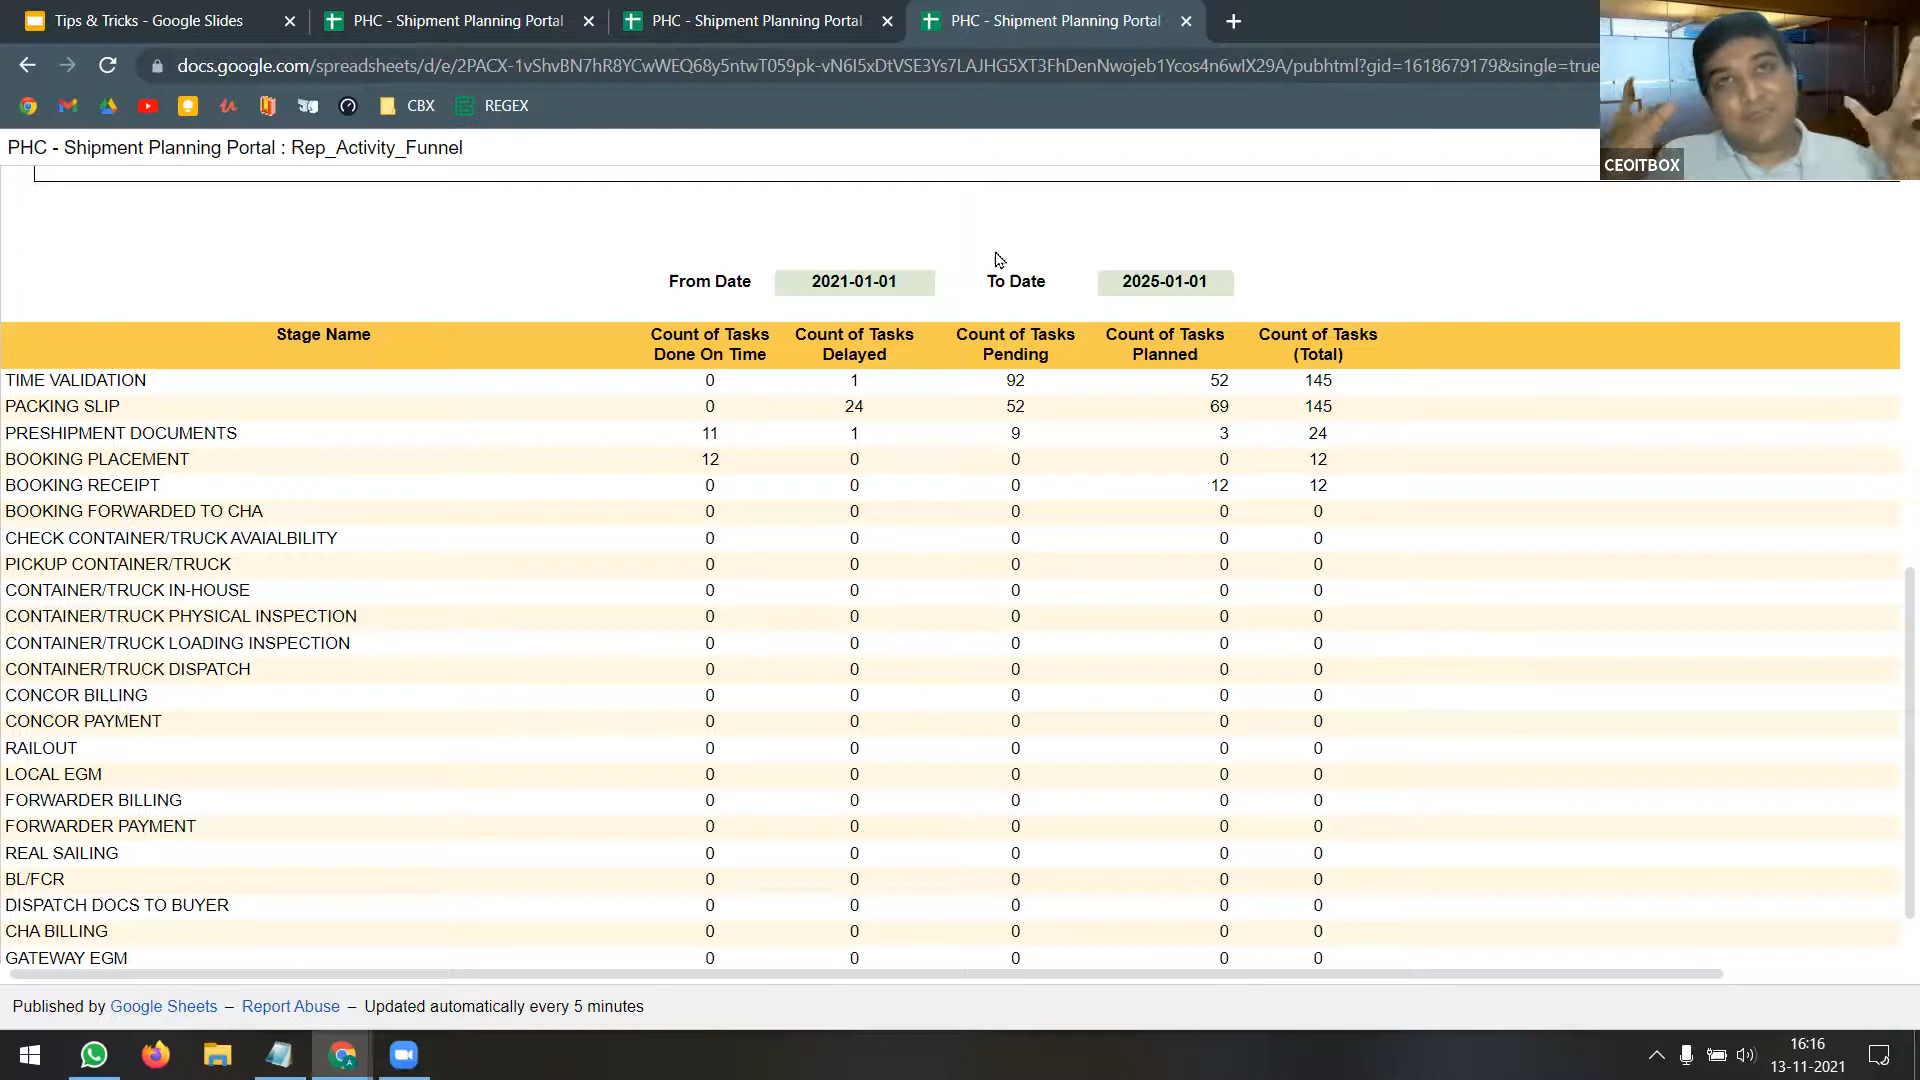 Tips & Tricks - Google Slides
PHC - Shipment Planning Portal
PHC - Shipment Planning Portal
PHC - Shipment Planning Portal
docs.google.com/spreadsheets/d/e/2PACX-1vShvBN7hR8YCwWEQ68y5ntwT059pk-vN6I5xDtVSE3Ys7LAJHG5XT3FhDenNwojeb1Ycos4n6wIX29A/pubhtml?gid=1618679179&single=true
CBX
REGEX
CEOITBOX
PHC - Shipment Planning Portal : Rep_Activity_Funnel
From Date 2021-01-01 To Date 2025-01-01
Stage Name Count of Tasks Done On Time Count of Tasks Delayed Count of Tasks Pending Count of Tasks Planned Count of Tasks (Total)
TIME VALIDATION 0 1 92 52 145
PACKING SLIP 0 24 52 69 145
PRESHIPMENT DOCUMENTS 11 1 9 3 24
BOOKING PLACEMENT 12 0 0 0 12
BOOKING RECEIPT 0 0 0 12 12
BOOKING FORWARDED TO CHA 0 0 0 0 0
CHECK CONTAINER/TRUCK AVAIALBILITY 0 0 0 0 0
PICKUP CONTAINER/TRUCK 0 0 0 0 0
CONTAINER/TRUCK IN-HOUSE 0 0 0 0 0
CONTAINER/TRUCK PHYSICAL INSPECTION 0 0 0 0 0
CONTAINER/TRUCK LOADING INSPECTION 0 0 0 0 0
CONTAINER/TRUCK DISPATCH 0 0 0 0 0
CONCOR BILLING 0 0 0 0 0
CONCOR PAYMENT 0 0 0 0 0
RAILOUT 0 0 0 0 0
LOCAL EGM 0 0 0 0 0
FORWARDER BILLING 0 0 0 0 0
FORWARDER PAYMENT 0 0 0 0 0
REAL SAILING 0 0 0 0 0
BL/FCR 0 0 0 0 0
DISPATCH DOCS TO BUYER 0 0 0 0 0
CHA BILLING 0 0 0 0 0
GATEWAY EGM 0 0 0 0 0
Published by Google Sheets – Report Abuse – Updated automatically every 5 minutes
16:16
13-11-2021